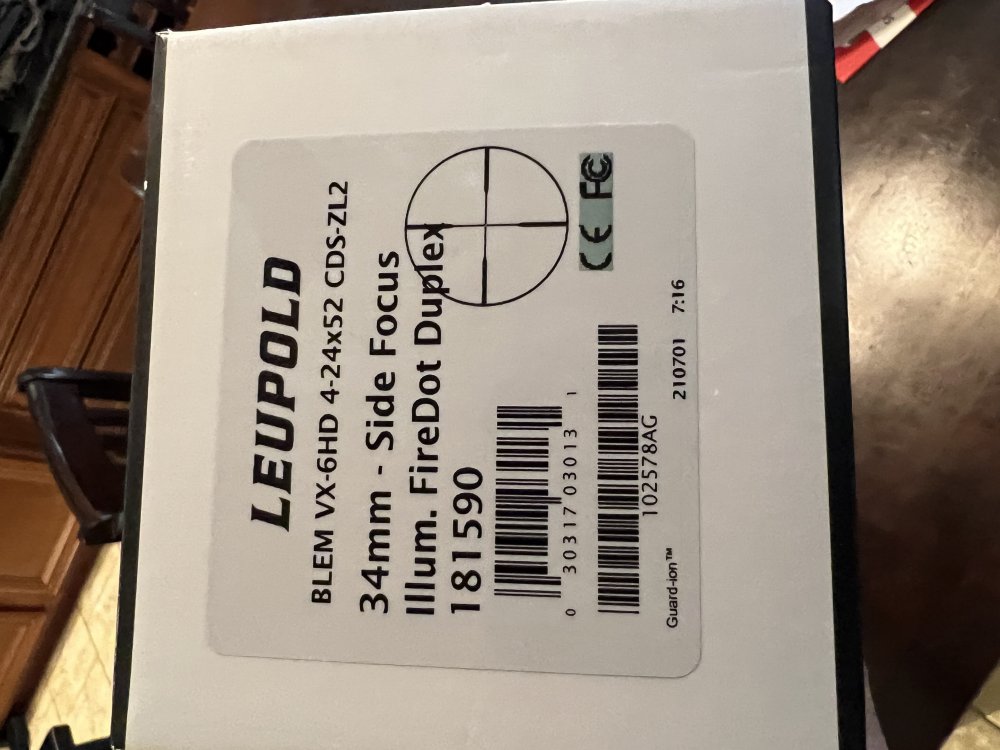 LEUPOLD
BLEM VX-6HD 4-24x52 CDS-ZL2
34mm - Side Focus
Illum. FireDot Duplex
181590
0 30317 03013 1
CE FC
102578AG
Guard-ion™
210701 7:16